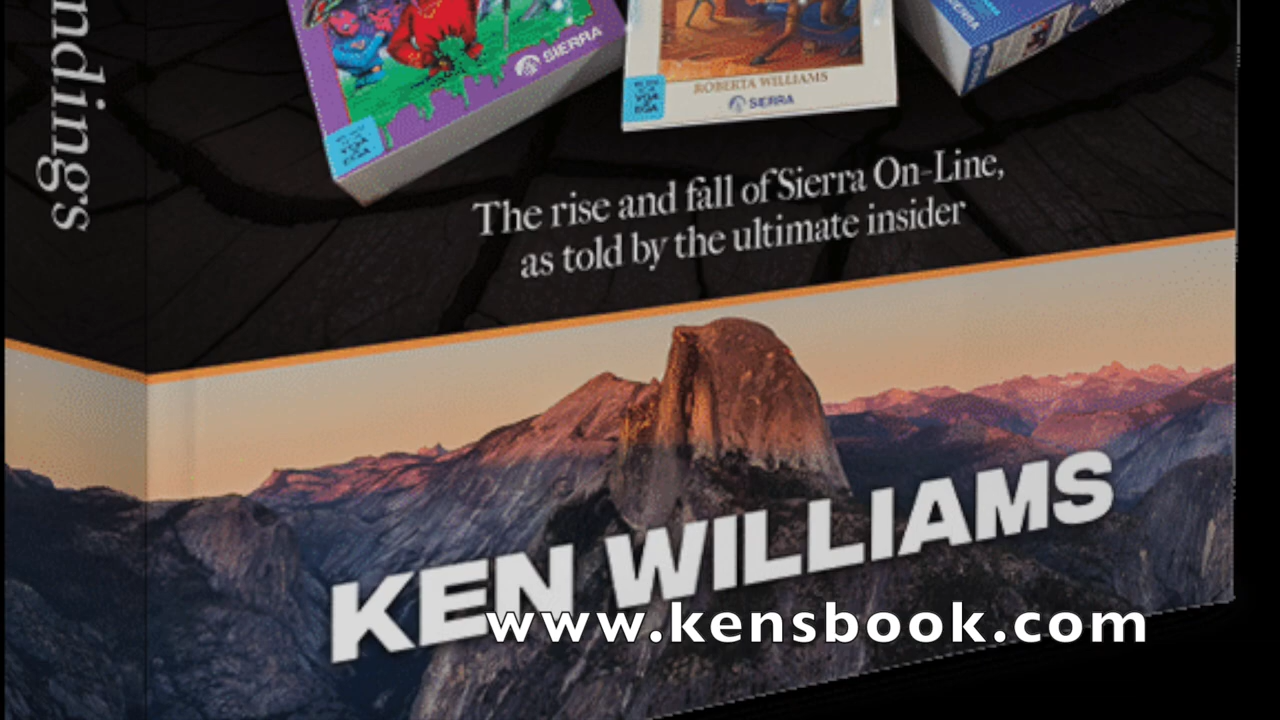 ndings
SIERRA
ROBERTA WILLIAMS
SIERRA
SIERRA
The rise and fall of Sierra On-Line,
as told by the ultimate insider
KEN WILLIAMS
www.kensbook.com